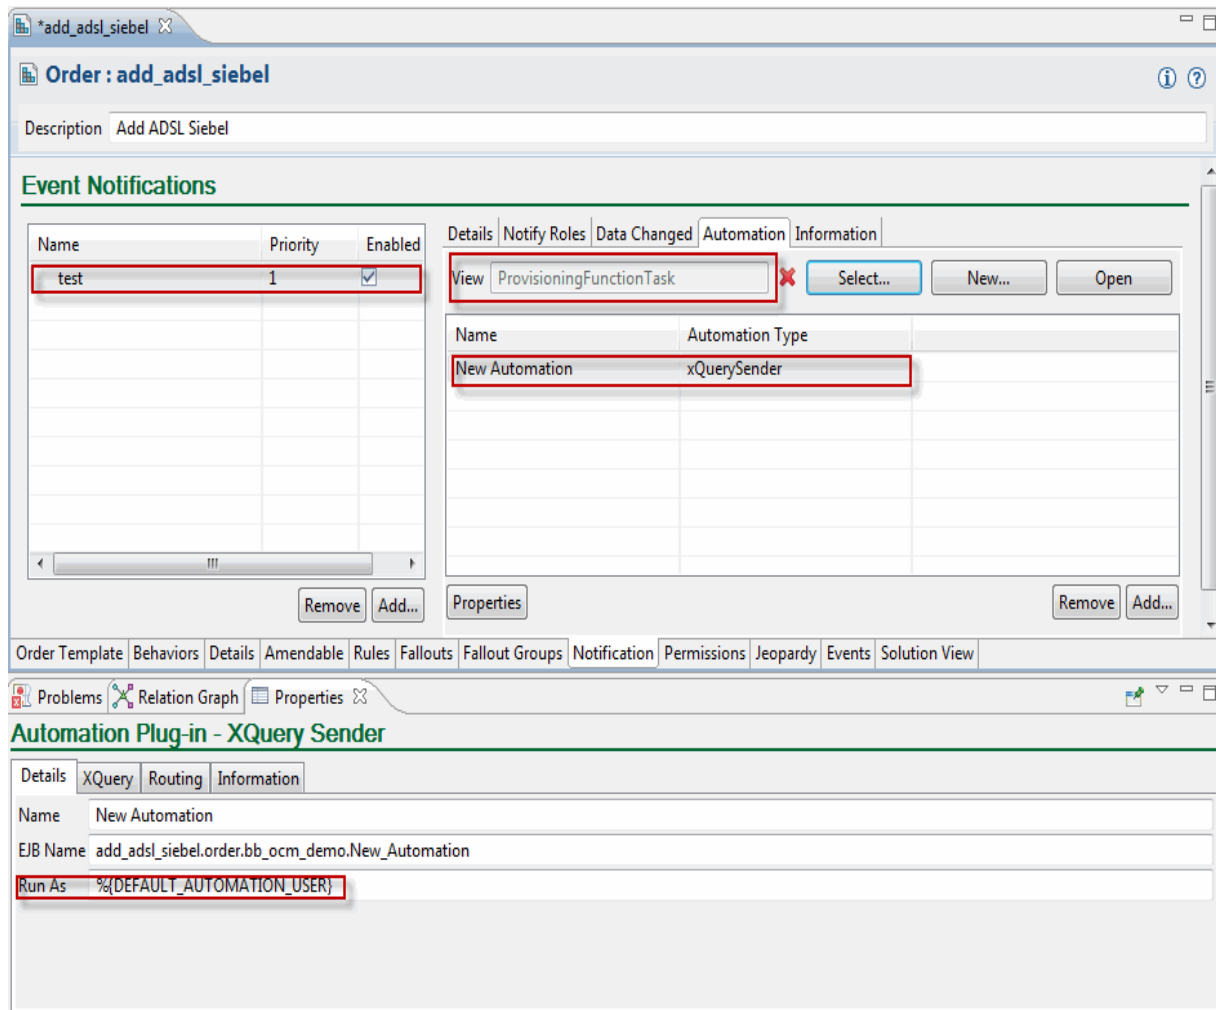 *add_adsl_siebel
Order : add_adsl_siebel
Description Add ADSL Siebel
Event Notifications
Name Priority Enabled
test 1
Details Notify Roles Data Changed Automation Information
View ProvisioningFunctionTask Select... New... Open
Name Automation Type
New Automation xQuerySender
Remove Add...
Properties Remove Add...
Order Template Behaviors Details Amendable Rules Fallouts Fallout Groups Notification Permissions Jeopardy Events Solution View
Problems Relation Graph Properties
Automation Plug-in - XQuery Sender
Details XQuery Routing Information
Name New Automation
EJB Name add_adsl_siebel.order.bb_ocm_demo.New_Automation
Run As %{DEFAULT_AUTOMATION_USER}